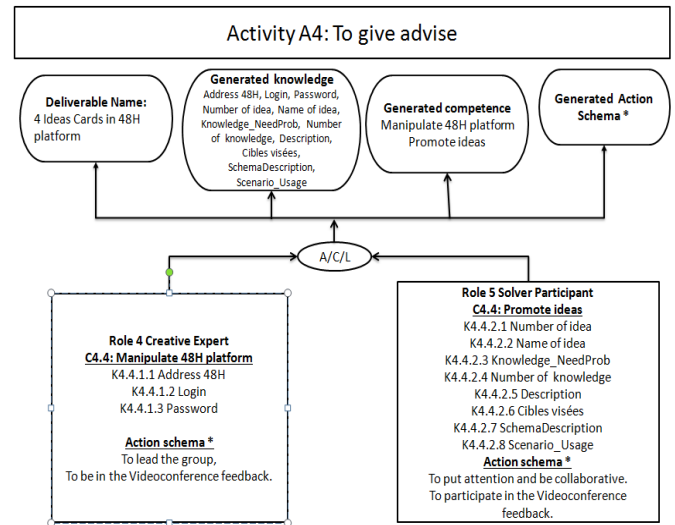 Activity A4: To give advise
Deliverable Name:
4 Ideas Cards in 48H
platform
Generated knowledge
Address 48H, Login, Password,
Number of idea, Name of idea,
Knowledge_NeedProb, Number
of knowledge, Description,
Cibles visées,
SchemaDescription,
Scenario_Usage
Generated competence
Manipulate 48H platform
Promote ideas
Generated Action
Schema *
A/C/L
Role 4 Creative Expert
C4.4: Manipulate 48H platform
K4.4.1.1 Address 48H
K4.4.1.2 Login
K4.4.1.3 Password
Action schema *
To lead the group,
To be in the Videoconference feedback.
Role 5 Solver Participant
C4.4: Promote ideas
K4.4.2.1 Number of idea
K4.4.2.2 Name of idea
K4.4.2.3 Knowledge_NeedProb
K4.4.2.4 Number of knowledge
K4.4.2.5 Description
K4.4.2.6 Cibles visées
K4.4.2.7 SchemaDescription
K4.4.2.8 Scenario_Usage
Action schema *
To put attention and be collaborative.
To participate in the Videoconference
feedback.